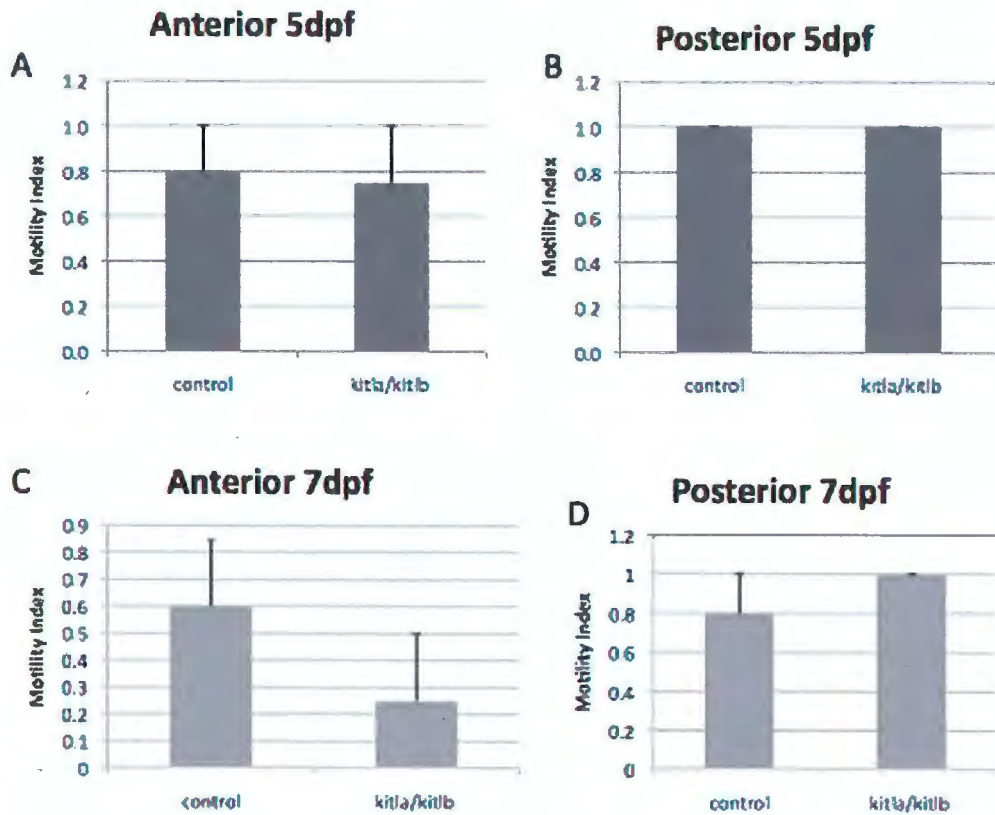 Anterior 5dpf
A
1.2
1.0
0.8
0.6
0.4
0.2
0.0
Motility Index
control
kitla/kitlb
Posterior 5dpf
B
1.2
1.0
0.8
0.6
0.4
0.2
0.0
Motility Index
control
kitla/kitlb
C
Anterior 7dpf
0.9
0.8
0.7
0.6
0.5
0.4
0.3
0.2
0.1
0
Motility Index
control
kitla/kitlb
Posterior 7dpf
D
1.2
1
0.8
0.6
0.4
0.2
0
Motility Index
control
kitla/kitlb